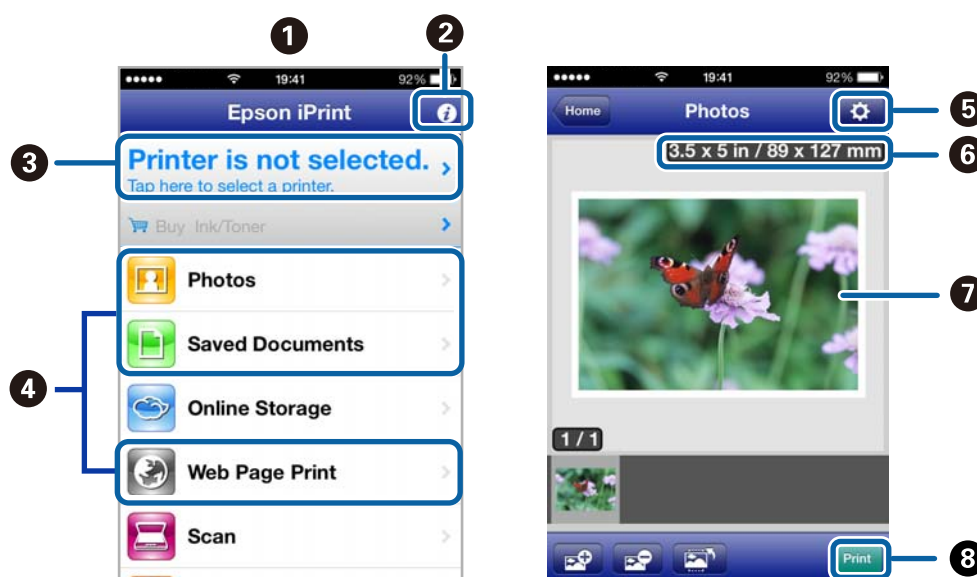 1
2
19:41
92%
Epson iPrint
i
3
Printer is not selected.
Tap here to select a printer.
Buy Ink/Toner
Photos
Saved Documents
4
Online Storage
Web Page Print
Scan
19:41
92%
Home
Photos
5
3.5 x 5 in / 89 x 127 mm
6
7
1 / 1
Print
8